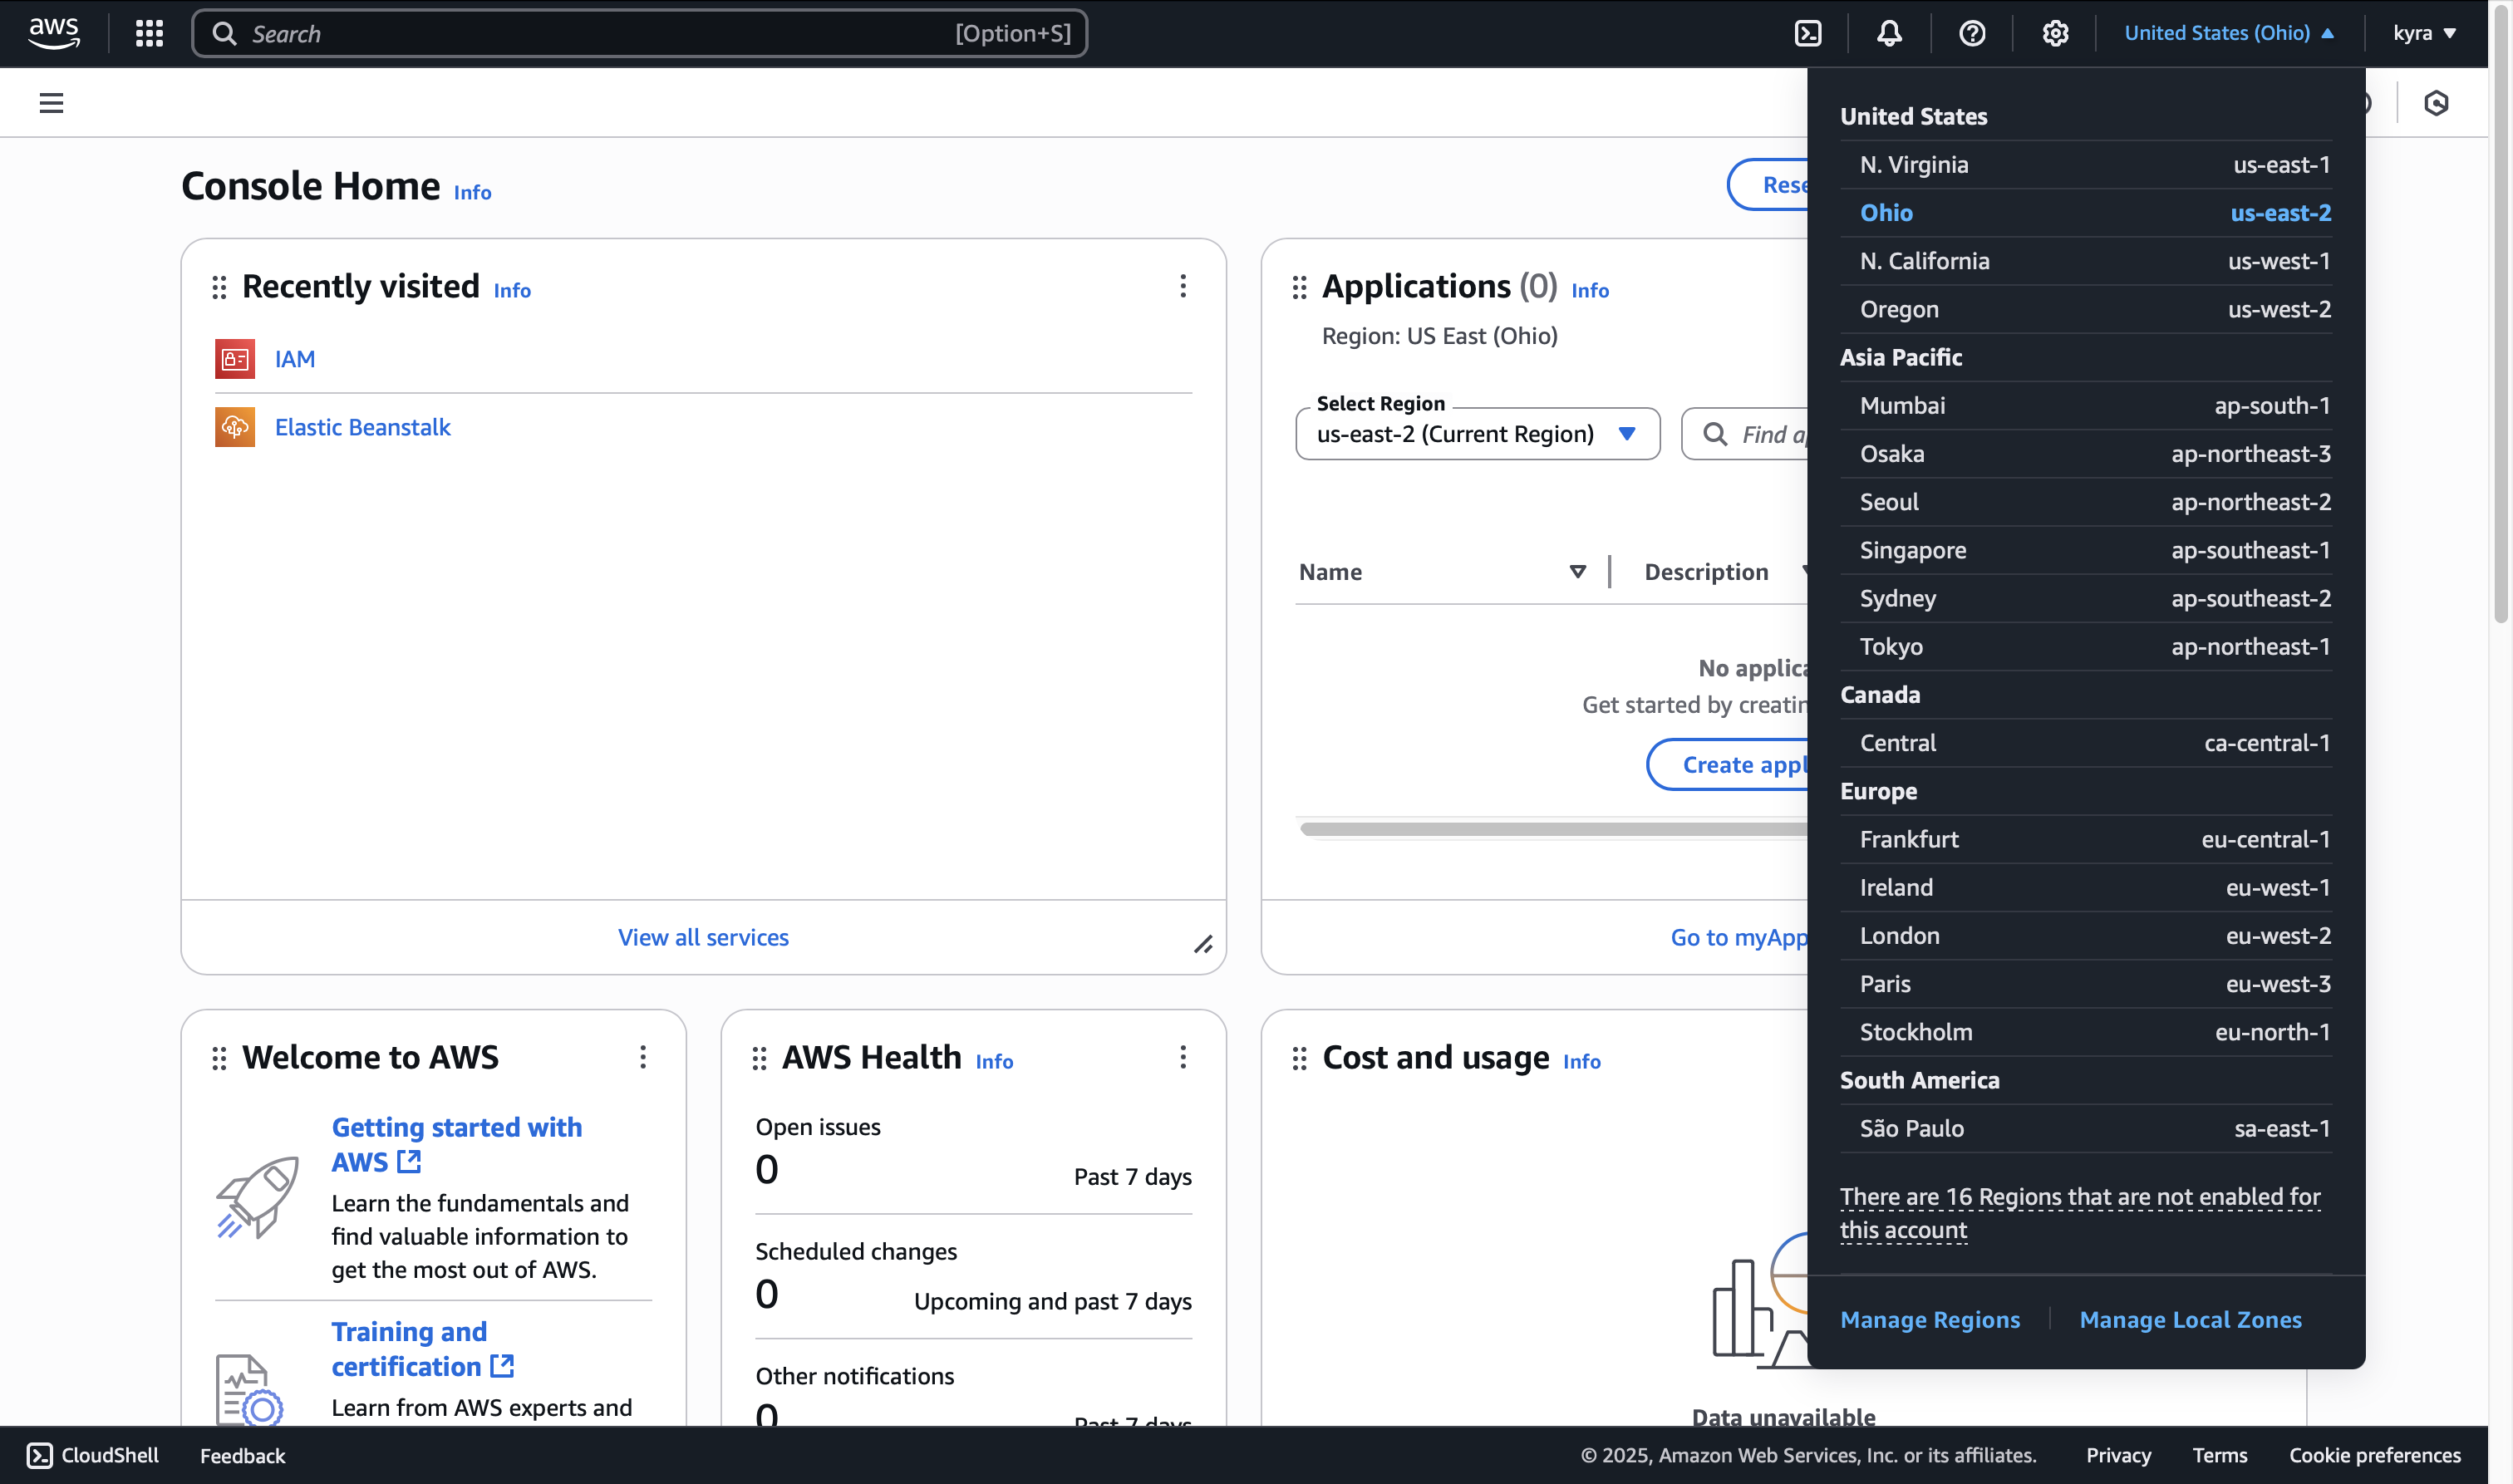 aws
Search
[Option+S]
United States (Ohio)
kyra
Console Home Info
Recently visited Info
IAM
Elastic Beanstalk
View all services
Applications (0) Info
Region: US East (Ohio)
Select Region
us-east-2 (Current Region)
Find
Name
Description
No
Get started by
Create
Go to
Welcome to AWS
Getting started with
AWS
Learn the fundamentals and
find valuable information to
get the most out of AWS.
Training and
certification
Learn from AWS experts and
AWS Health Info
Open issues
0
Past 7 days
Scheduled changes
0
Upcoming and past 7 days
Other notifications
0
Past 7 days
Cost and usage Info
Data unavailable
United States
N. Virginia us-east-1
Ohio us-east-2
N. California us-west-1
Oregon us-west-2
Asia Pacific
Mumbai ap-south-1
Osaka ap-northeast-3
Seoul ap-northeast-2
Singapore ap-southeast-1
Sydney ap-southeast-2
Tokyo ap-northeast-1
Canada
Central ca-central-1
Europe
Frankfurt eu-central-1
Ireland eu-west-1
London eu-west-2
Paris eu-west-3
Stockholm eu-north-1
South America
São Paulo sa-east-1
There are 16 Regions that are not enabled for
this account
Manage Regions
Manage Local Zones
CloudShell
Feedback
© 2025, Amazon Web Services, Inc. or its affiliates.
Privacy
Terms
Cookie preferences